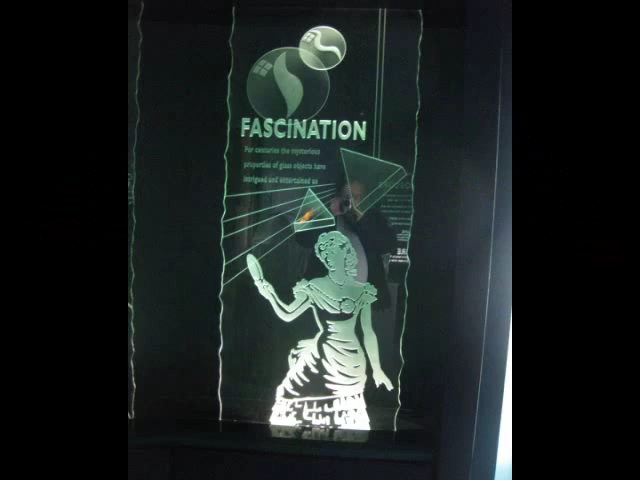 FASCINATION
For centuries the mysterious
properties of glass objects have
intrigued and entertained us